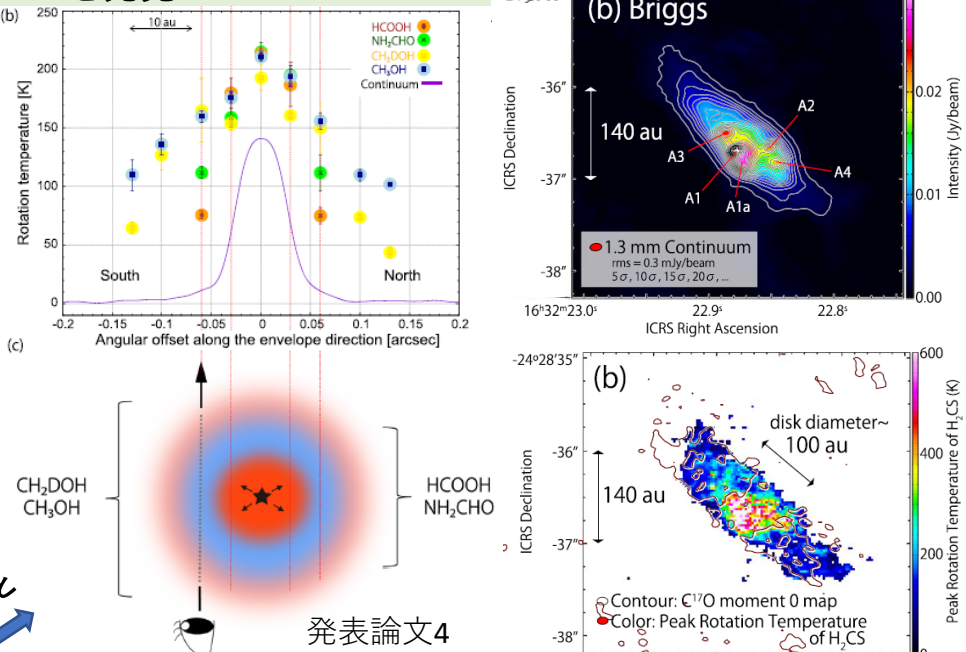 (b)
250
200
150
100
50
0
Rotation temperature [K]
10 au
HCOOH
NH₂CHO
CH₂DOH
CH₃OH
Continuum
South
North
-0.2 -0.15 -0.1 -0.05 0 0.05 0.1 0.15 0.2
Angular offset along the envelope direction [arcsec]
(c)
CH₂DOH
CH₃OH
HCOOH
NH₂CHO
発表論文4
(b) Briggs
-36″
-37″
-38″
ICRS Declination
140 au
A2
A3
A4
A1
A1a
1.3 mm Continuum
rms = 0.3 mJy/beam
5σ, 10σ, 15σ, 20σ, ...
16ʰ32ᵐ23.0ˢ 22.9ˢ 22.8ˢ
ICRS Right Ascension
0.02
0.01
0.00
Intensity (Jy/beam)
-24º28′35″
-36″
-37″
-38″
ICRS Declination
(b)
disk diameter~
100 au
140 au
Contour: C¹⁷O moment 0 map
Color: Peak Rotation Temperature
of H₂CS
600
400
200
Peak Rotation Temperature of H₂CS (K)